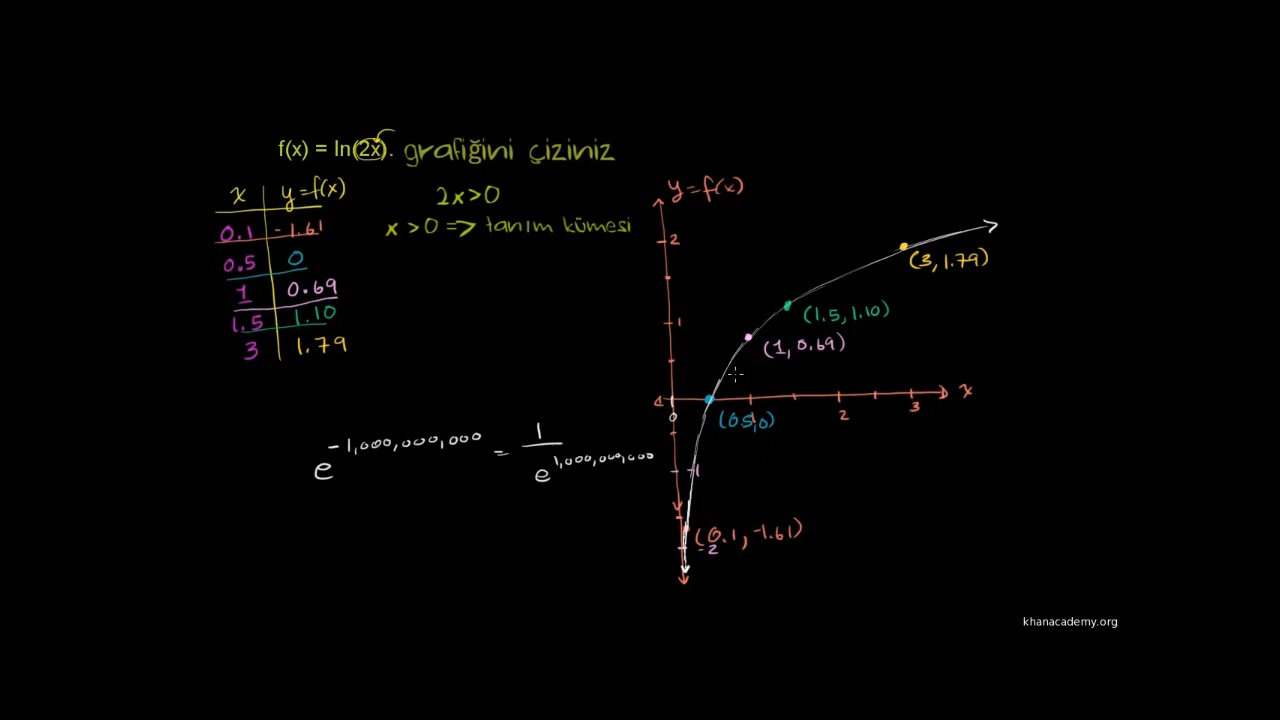 f(x) = ln(2x). grafiğini çiziniz
x y=f(x)
0.1 -1.61
0.5 0
1 0.69
1.5 1.10
3 1.79
2x>0
x>0 => tanım kümesi
e^-1,000,000,000 = 1/e^1,000,000,000
y=f(x)
2
(3, 1.79)
1
(1.5, 1.10)
(1, 0.69)
x
0
1
2
3
(0.5,0)
-1
(0.1, -1.61)
-2
khanacademy.org